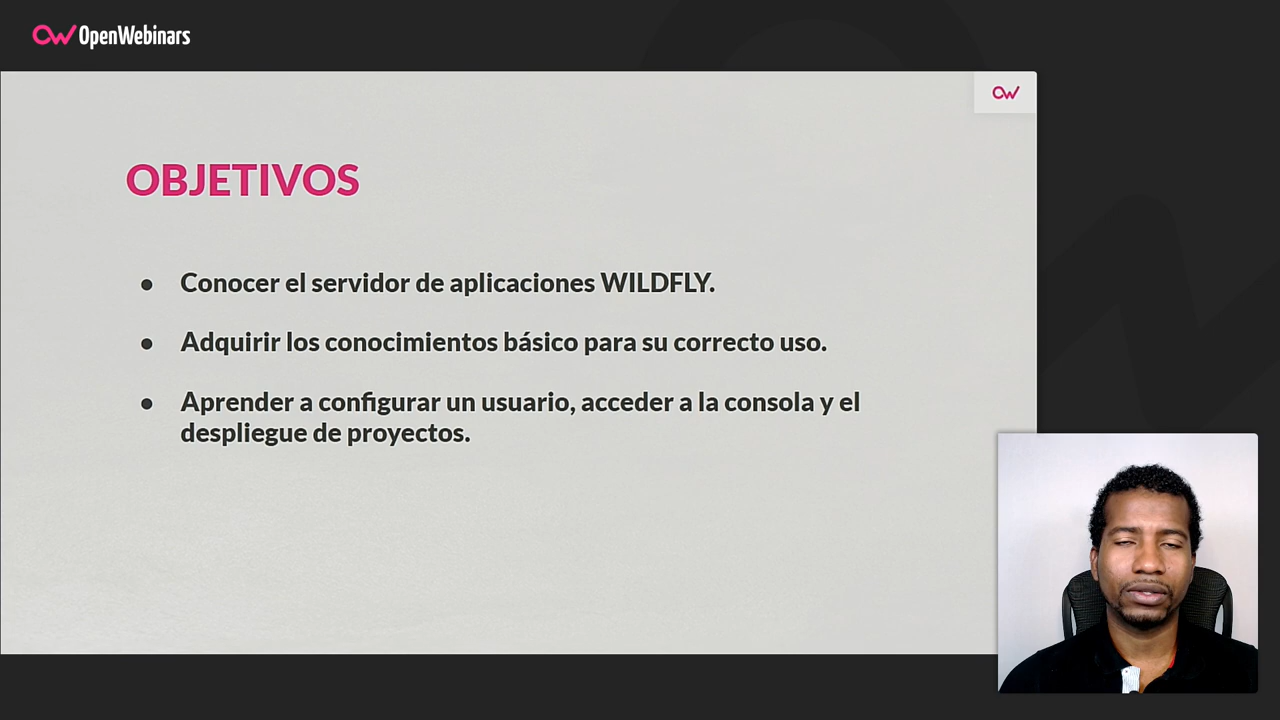 OpenWebinars
OBJETIVOS
● Conocer el servidor de aplicaciones WILDFLY.
● Adquirir los conocimientos básico para su correcto uso.
● Aprender a configurar un usuario, acceder a la consola y el
despliegue de proyectos.